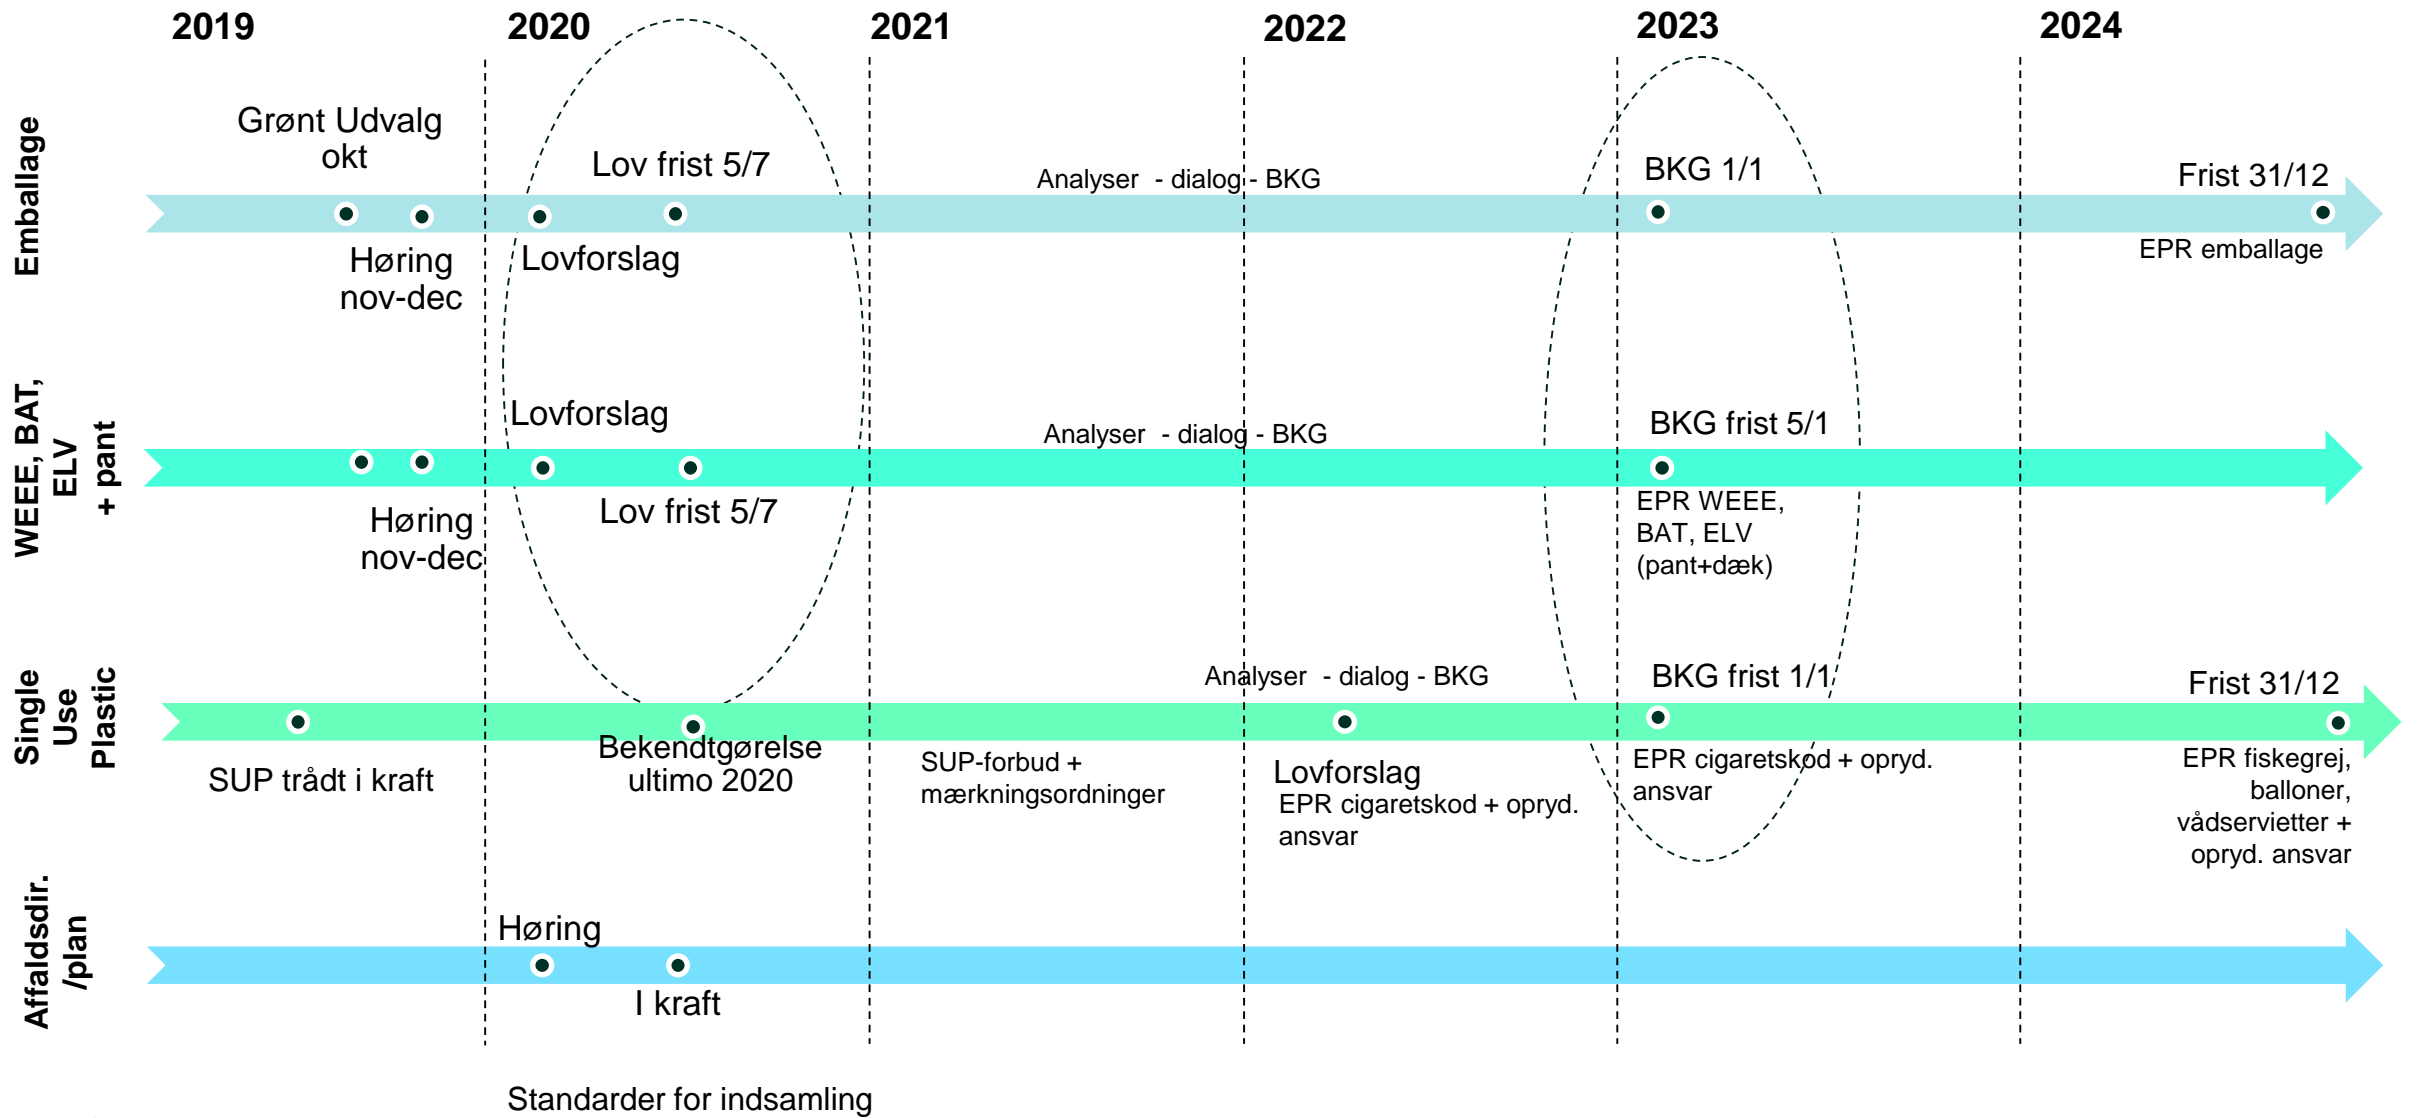 2019
2020
2021
2022
2023
2024
Emballage
Grønt Udvalg
okt
Høring
nov-dec
Lovforslag
Lov frist 5/7
Analyser - dialog - BKG
BKG 1/1
Frist 31/12
EPR emballage
WEEE, BAT,
ELV
+ pant
Høring
nov-dec
Lovforslag
Lov frist 5/7
Analyser - dialog - BKG
BKG frist 5/1
EPR WEEE,
BAT, ELV
(pant+dæk)
Single
Use
Plastic
SUP trådt i kraft
Bekendtgørelse
ultimo 2020
SUP-forbud +
mærkningsordninger
Analyser - dialog - BKG
Lovforslag
EPR cigaretskod + opryd.
ansvar
BKG frist 1/1
EPR cigaretskod + opryd.
ansvar
Frist 31/12
EPR fiskegrej,
balloner,
vådservietter +
opryd. ansvar
Affaldsdir.
/plan
Høring
I kraft
Standarder for indsamling